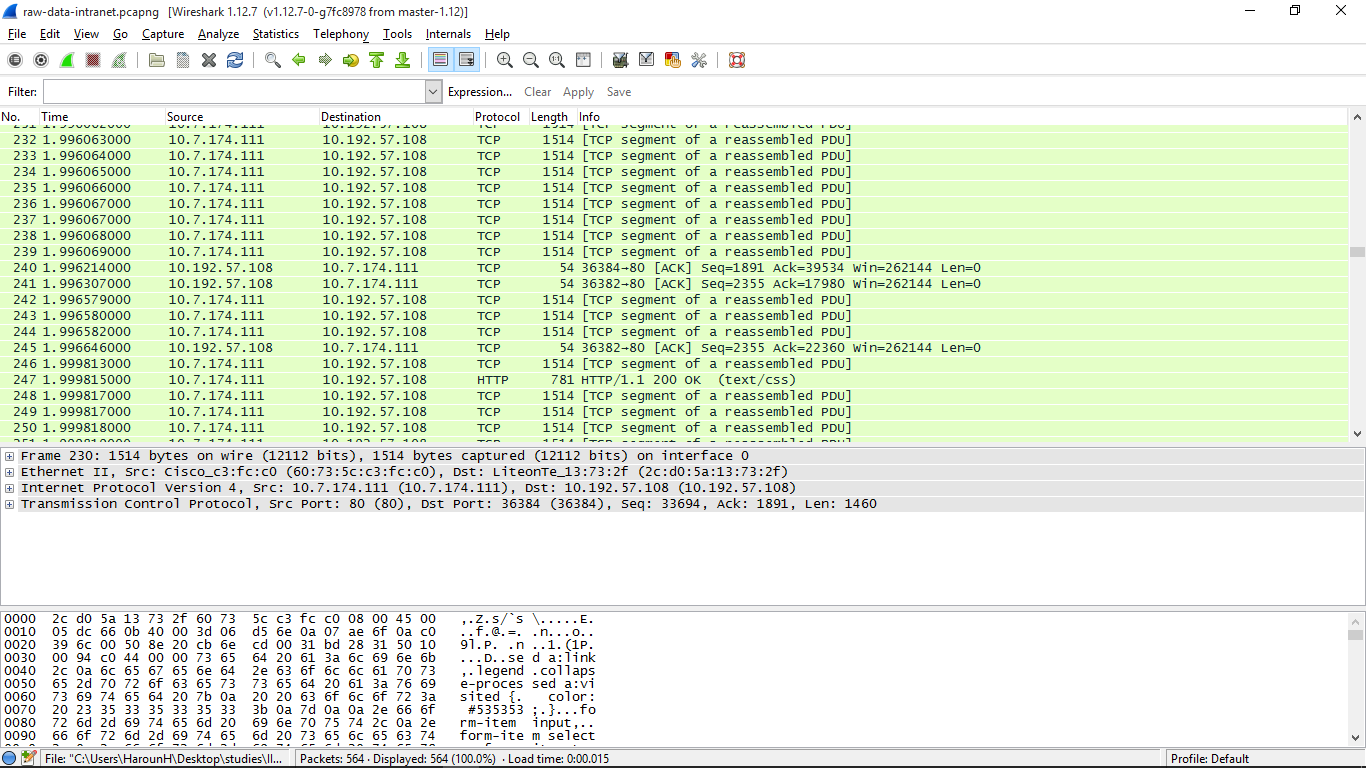 raw-data-intranet.pcapng [Wireshark 1.12.7 (v1.12.7-0-g7fc8978 from master-1.12)]
File Edit View Go Capture Analyze Statistics Telephony Tools Internals Help
Filter: Expression... Clear Apply Save
No. Time Source Destination Protocol Length Info
232 1.996063000 10.7.174.111 10.192.57.108 TCP 1514 [TCP segment of a reassembled PDU]
233 1.996064000 10.7.174.111 10.192.57.108 TCP 1514 [TCP segment of a reassembled PDU]
234 1.996065000 10.7.174.111 10.192.57.108 TCP 1514 [TCP segment of a reassembled PDU]
235 1.996066000 10.7.174.111 10.192.57.108 TCP 1514 [TCP segment of a reassembled PDU]
236 1.996067000 10.7.174.111 10.192.57.108 TCP 1514 [TCP segment of a reassembled PDU]
237 1.996067000 10.7.174.111 10.192.57.108 TCP 1514 [TCP segment of a reassembled PDU]
238 1.996068000 10.7.174.111 10.192.57.108 TCP 1514 [TCP segment of a reassembled PDU]
239 1.996069000 10.7.174.111 10.192.57.108 TCP 1514 [TCP segment of a reassembled PDU]
240 1.996214000 10.192.57.108 10.7.174.111 TCP 54 36384→80 [ACK] Seq=1891 Ack=39534 Win=262144 Len=0
241 1.996307000 10.192.57.108 10.7.174.111 TCP 54 36382→80 [ACK] Seq=2355 Ack=17980 Win=262144 Len=0
242 1.996579000 10.7.174.111 10.192.57.108 TCP 1514 [TCP segment of a reassembled PDU]
243 1.996580000 10.7.174.111 10.192.57.108 TCP 1514 [TCP segment of a reassembled PDU]
244 1.996582000 10.7.174.111 10.192.57.108 TCP 1514 [TCP segment of a reassembled PDU]
245 1.996646000 10.192.57.108 10.7.174.111 TCP 54 36382→80 [ACK] Seq=2355 Ack=22360 Win=262144 Len=0
246 1.999813000 10.7.174.111 10.192.57.108 TCP 1514 [TCP segment of a reassembled PDU]
247 1.999815000 10.7.174.111 10.192.57.108 HTTP 781 HTTP/1.1 200 OK (text/css)
248 1.999817000 10.7.174.111 10.192.57.108 TCP 1514 [TCP segment of a reassembled PDU]
249 1.999817000 10.7.174.111 10.192.57.108 TCP 1514 [TCP segment of a reassembled PDU]
250 1.999818000 10.7.174.111 10.192.57.108 TCP 1514 [TCP segment of a reassembled PDU]
Frame 230: 1514 bytes on wire (12112 bits), 1514 bytes captured (12112 bits) on interface 0
Ethernet II, Src: Cisco_c3:fc:c0 (60:73:5c:c3:fc:c0), Dst: LiteonTe_13:73:2f (2c:d0:5a:13:73:2f)
Internet Protocol Version 4, Src: 10.7.174.111 (10.7.174.111), Dst: 10.192.57.108 (10.192.57.108)
Transmission Control Protocol, Src Port: 80 (80), Dst Port: 36384 (36384), Seq: 33694, Ack: 1891, Len: 1460
0000 2c d0 5a 13 73 2f 60 73 5c c3 fc c0 08 00 45 00 ,.Z.s/`s \.....E.
0010 05 dc 66 0b 40 00 3d 06 d5 6e 0a 07 ae 6f 0a c0 ..f.@.=. .n...o..
0020 39 6c 00 50 8e 20 cb 6e cd 00 31 bd 28 31 50 10 9l.P. .n ..1.(1P.
0030 00 94 c0 44 00 00 73 65 64 20 61 3a 6c 69 6e 6b ...D..se d a:link
0040 2c 0a 6c 65 67 65 6e 64 2e 63 6f 6c 6c 61 70 73 ,.legend .collaps
0050 65 2d 70 72 6f 63 65 73 73 65 64 20 61 3a 76 69 e-proces sed a:vi
0060 73 69 74 65 64 20 7b 0a 20 20 63 6f 6c 6f 72 3a sited {. color:
0070 20 23 35 33 35 33 35 33 3b 0a 7d 0a 0a 2e 66 6f #535353 ;.}...fo
0080 72 6d 2d 69 74 65 6d 20 69 6e 70 75 74 2c 0a 2e rm-item input,..
0090 66 6f 72 6d 2d 69 74 65 6d 20 73 65 6c 65 63 74 form-ite m select
File: "C:\Users\HarounH\Desktop\studies\II... Packets: 564 · Displayed: 564 (100.0%) · Load time: 0:00.015 Profile: Default